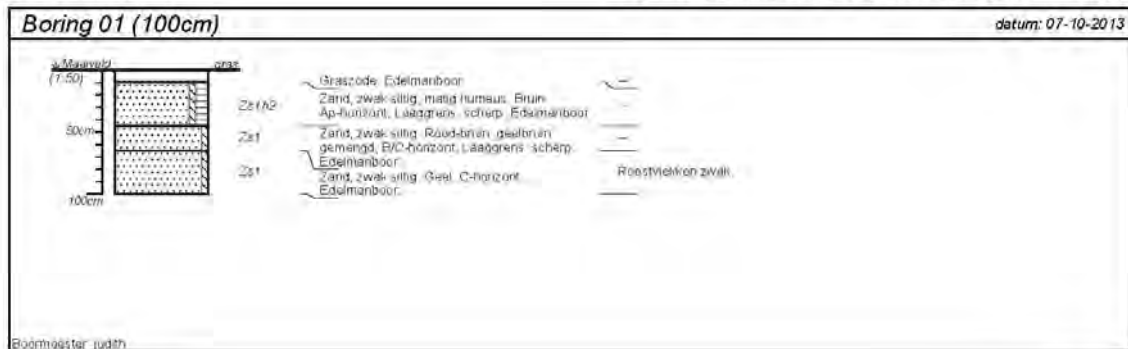 Boring 01 (100cm)
datum: 07-10-2013
Maaiveld
gras
(1:50)
Graszode. Edelmanboor.
Zs1h2
Zand, zwak siltig, matig humeus. Bruin.
Ap-horizont, Laaggrens: scherp. Edelmanboor.
50cm
Zs1
Zand, zwak siltig. Rood-bruin geelbruin
gemengd, B/C-horizont, Laaggrens: scherp.
Edelmanboor.
Zs1
Zand, zwak siltig. Geel. C-horizont.
Edelmanboor.
Roestvlekken zwak.
100cm
Boormeester: judith